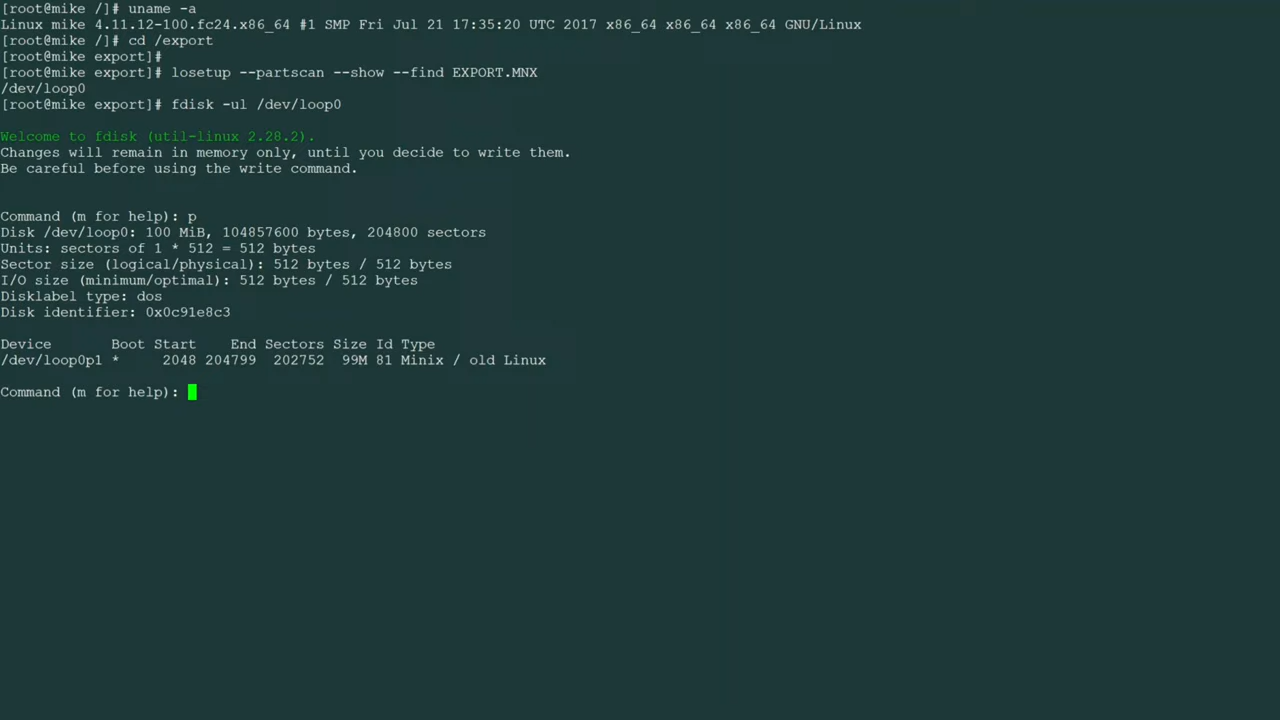 [root@mike /]# uname -a
Linux mike 4.11.12-100.fc24.x86_64 #1 SMP Fri Jul 21 17:35:20 UTC 2017 x86_64 x86_64 x86_64 GNU/Linux
[root@mike /]# cd /export
[root@mike export]#
[root@mike export]# losetup --partscan --show --find EXPORT.MNX
/dev/loop0
[root@mike export]# fdisk -ul /dev/loop0
Welcome to fdisk (util-linux 2.28.2).
Changes will remain in memory only, until you decide to write them.
Be careful before using the write command.
Command (m for help): p
Disk /dev/loop0: 100 MiB, 104857600 bytes, 204800 sectors
Units: sectors of 1 * 512 = 512 bytes
Sector size (logical/physical): 512 bytes / 512 bytes
I/O size (minimum/optimal): 512 bytes / 512 bytes
Disklabel type: dos
Disk identifier: 0x0c91e8c3
Device Boot Start End Sectors Size Id Type
/dev/loop0p1 * 2048 204799 202752 99M 81 Minix / old Linux
Command (m for help):